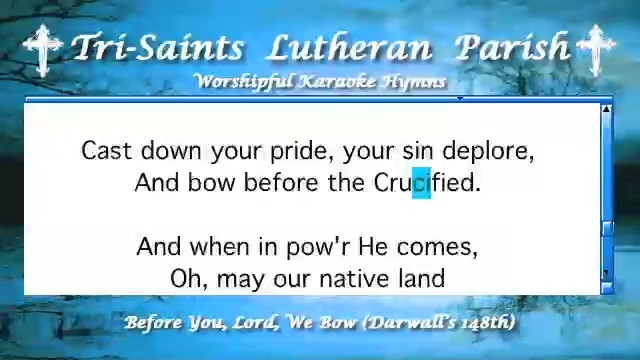 Tri-Saints Lutheran Parish
Worshipful Karaoke Hymns
Cast down your pride, your sin deplore,
And bow before the Crucified.
And when in pow'r He comes,
Oh, may our native land
Before You, Lord, We Bow (Darwall's 148th)